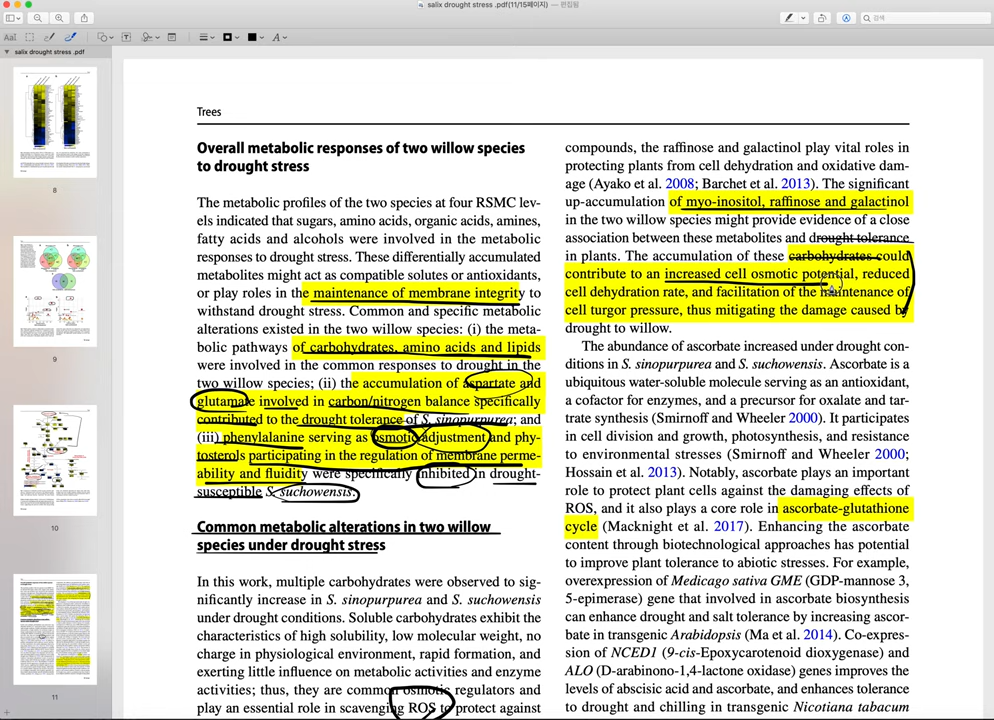 salix drought stress .pdf(11/15페이지) — 편집됨
검색
salix drought stress .pdf
8
9
10
11
Trees
Overall metabolic responses of two willow species
to drought stress
The metabolic profiles of the two species at four RSMC lev-
els indicated that sugars, amino acids, organic acids, amines,
fatty acids and alcohols were involved in the metabolic
responses to drought stress. These differentially accumulated
metabolites might act as compatible solutes or antioxidants,
or play roles in the maintenance of membrane integrity to
withstand drought stress. Common and specific metabolic
alterations existed in the two willow species: (i) the meta-
bolic pathways of carbohydrates, amino acids and lipids
were involved in the common responses to drought in the
two willow species; (ii) the accumulation of aspartate and
glutamate involved in carbon/nitrogen balance specifically
contributed to the drought tolerance of S. sinopurpurea; and
(iii) phenylalanine serving as osmotic adjustment and phy-
tosterols participating in the regulation of membrane perme-
ability and fluidity were specifically inhibited in drought-
susceptible S. suchowensis.
Common metabolic alterations in two willow
species under drought stress
In this work, multiple carbohydrates were observed to sig-
nificantly increase in S. sinopurpurea and S. suchowensis
under drought conditions. Soluble carbohydrates exhibit the
characteristics of high solubility, low molecular weight, no
charge in physiological environment, rapid formation, and
exerting little influence on metabolic activities and enzyme
activities; thus, they are common osmotic regulators and
play an essential role in scavenging ROS to protect against
compounds, the raffinose and galactinol play vital roles in
protecting plants from cell dehydration and oxidative dam-
age (Ayako et al. 2008; Barchet et al. 2013). The significant
up-accumulation of myo-inositol, raffinose and galactinol
in the two willow species might provide evidence of a close
association between these metabolites and drought tolerance
in plants. The accumulation of these carbohydrates could
contribute to an increased cell osmotic potential, reduced
cell dehydration rate, and facilitation of the maintenance of
cell turgor pressure, thus mitigating the damage caused by
drought to willow.
The abundance of ascorbate increased under drought con-
ditions in S. sinopurpurea and S. suchowensis. Ascorbate is a
ubiquitous water-soluble molecule serving as an antioxidant,
a cofactor for enzymes, and a precursor for oxalate and tar-
trate synthesis (Smirnoff and Wheeler 2000). It participates
in cell division and growth, photosynthesis, and resistance
to environmental stresses (Smirnoff and Wheeler 2000;
Hossain et al. 2013). Notably, ascorbate plays an important
role to protect plant cells against the damaging effects of
ROS, and it also plays a core role in ascorbate-glutathione
cycle (Macknight et al. 2017). Enhancing the ascorbate
content through biotechnological approaches has potential
to improve plant tolerance to abiotic stresses. For example,
overexpression of Medicago sativa GME (GDP-mannose 3,
5-epimerase) gene that involved in ascorbate biosynthesis
can enhance drought and salt tolerance by increasing ascor-
bate in transgenic Arabidopsis (Ma et al. 2014). Co-expres-
sion of NCED1 (9-cis-Epoxycarotenoid dioxygenase) and
ALO (D-arabinono-1,4-lactone oxidase) genes improves the
levels of abscisic acid and ascorbate, and enhances tolerance
to drought and chilling in transgenic Nicotiana tabacum